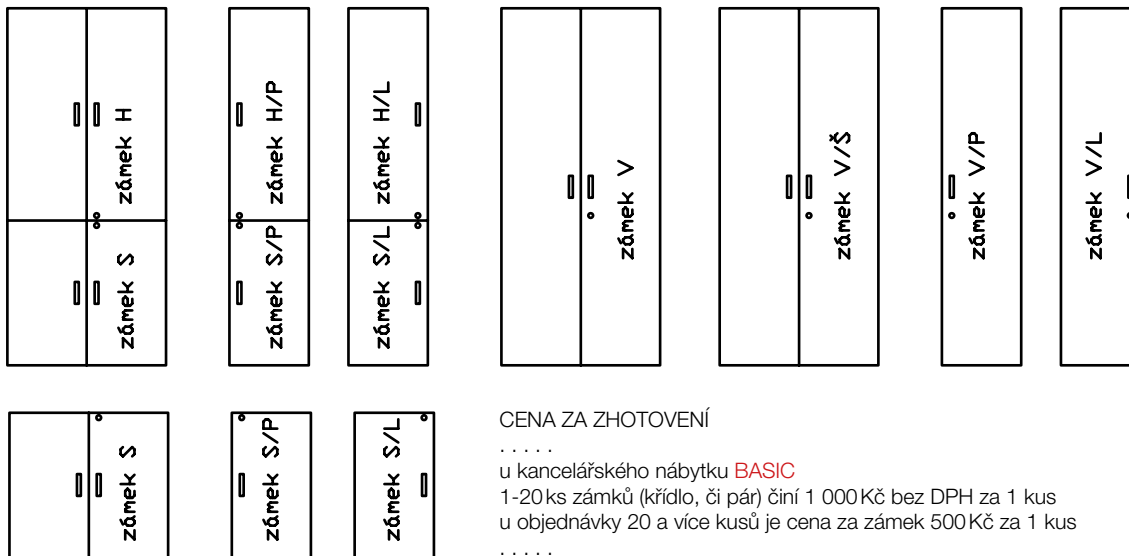 zámek H
zámek H/P
zámek H/L
zámek V
zámek V/Š
zámek V/P
zámek V/L
zámek S
zámek S/P
zámek S/L
zámek S
zámek S/P
zámek S/L
CENA ZA ZHOTOVENÍ
.....
u kancelářského nábytku BASIC
1-20 ks zámků (křídlo, či pár) činí 1 000 Kč bez DPH za 1 kus
u objednávky 20 a více kusů je cena za zámek 500 Kč za 1 kus
.....